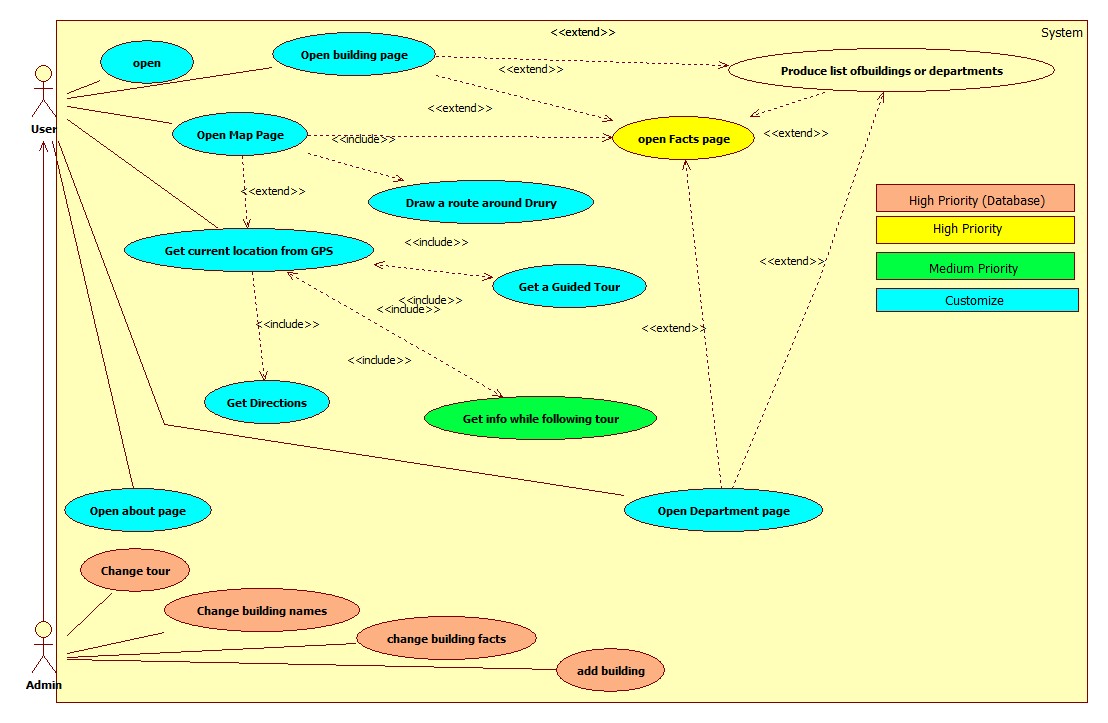 <<extend>>
System
open
Open building page
<<extend>>
Produce list ofbuildings or departments
User
<<extend>>
Open Map Page
<<include>>
open Facts page
<<extend>>
<<extend>>
Draw a route around Drury
High Priority (Database)
High Priority
Get current location from GPS
<<include>>
<<extend>>
Medium Priority
Get a Guided Tour
<<include>>
<<include>>
Customize
<<include>>
<<extend>>
<<include>>
Get Directions
Get info while following tour
Open about page
Open Department page
Change tour
Change building names
change building facts
add building
Admin